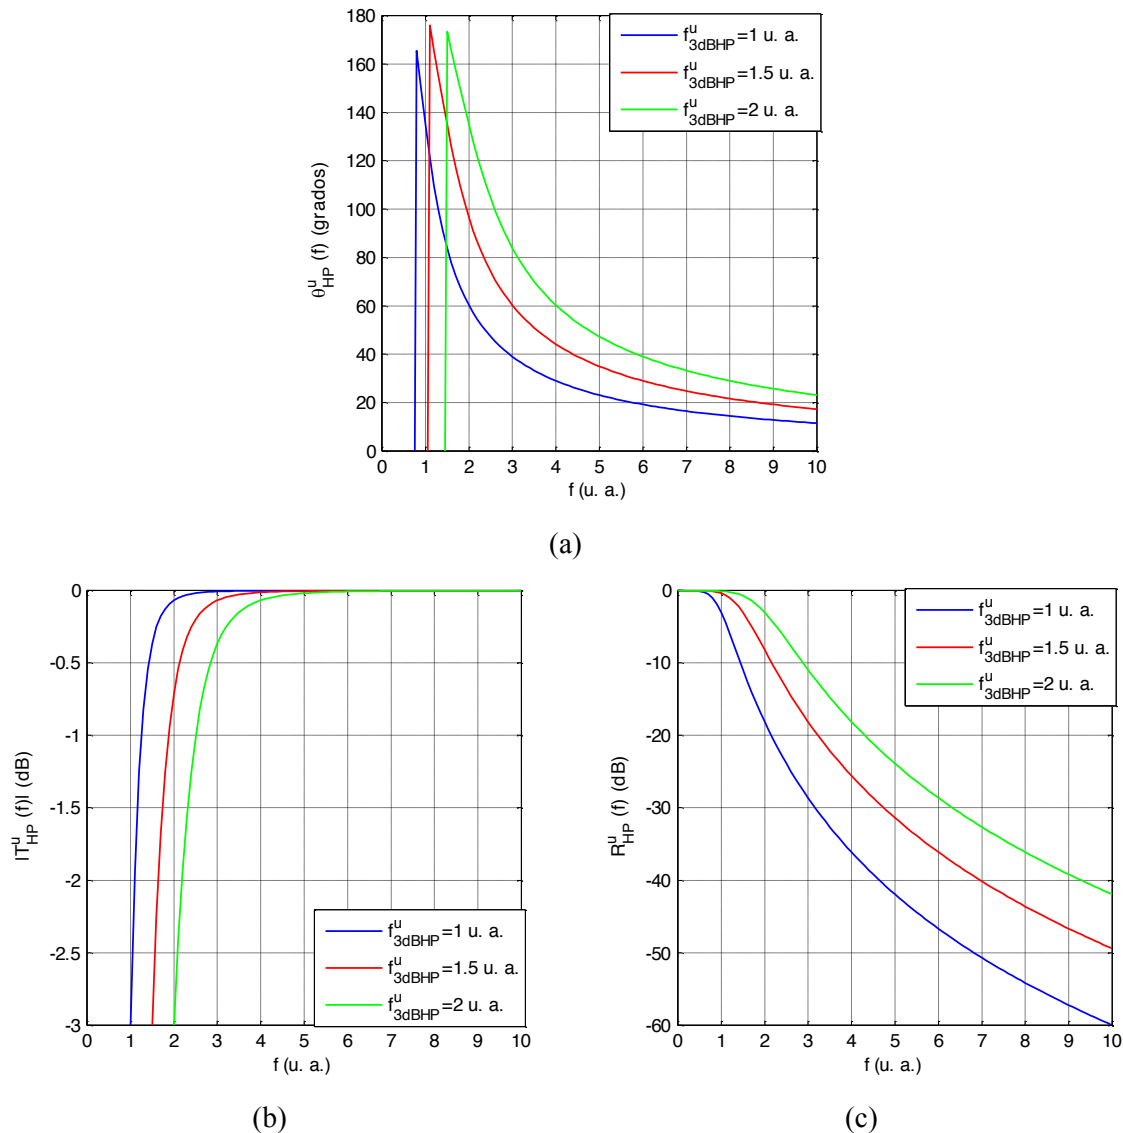 180
160
140
120
100
80
60
40
20
0
θ^u_HP (f) (grados)
f^u_3dBHP=1 u. a.
f^u_3dBHP=1.5 u. a.
f^u_3dBHP=2 u. a.
0 1 2 3 4 5 6 7 8 9 10
f (u. a.)
(a)
0
-0.5
-1
-1.5
-2
-2.5
-3
|T^u_HP (f)| (dB)
f^u_3dBHP=1 u. a.
f^u_3dBHP=1.5 u. a.
f^u_3dBHP=2 u. a.
0 1 2 3 4 5 6 7 8 9 10
f (u. a.)
(b)
0
-10
-20
-30
-40
-50
-60
R^u_HP (f) (dB)
f^u_3dBHP=1 u. a.
f^u_3dBHP=1.5 u. a.
f^u_3dBHP=2 u. a.
0 1 2 3 4 5 6 7 8 9 10
f (u. a.)
(c)